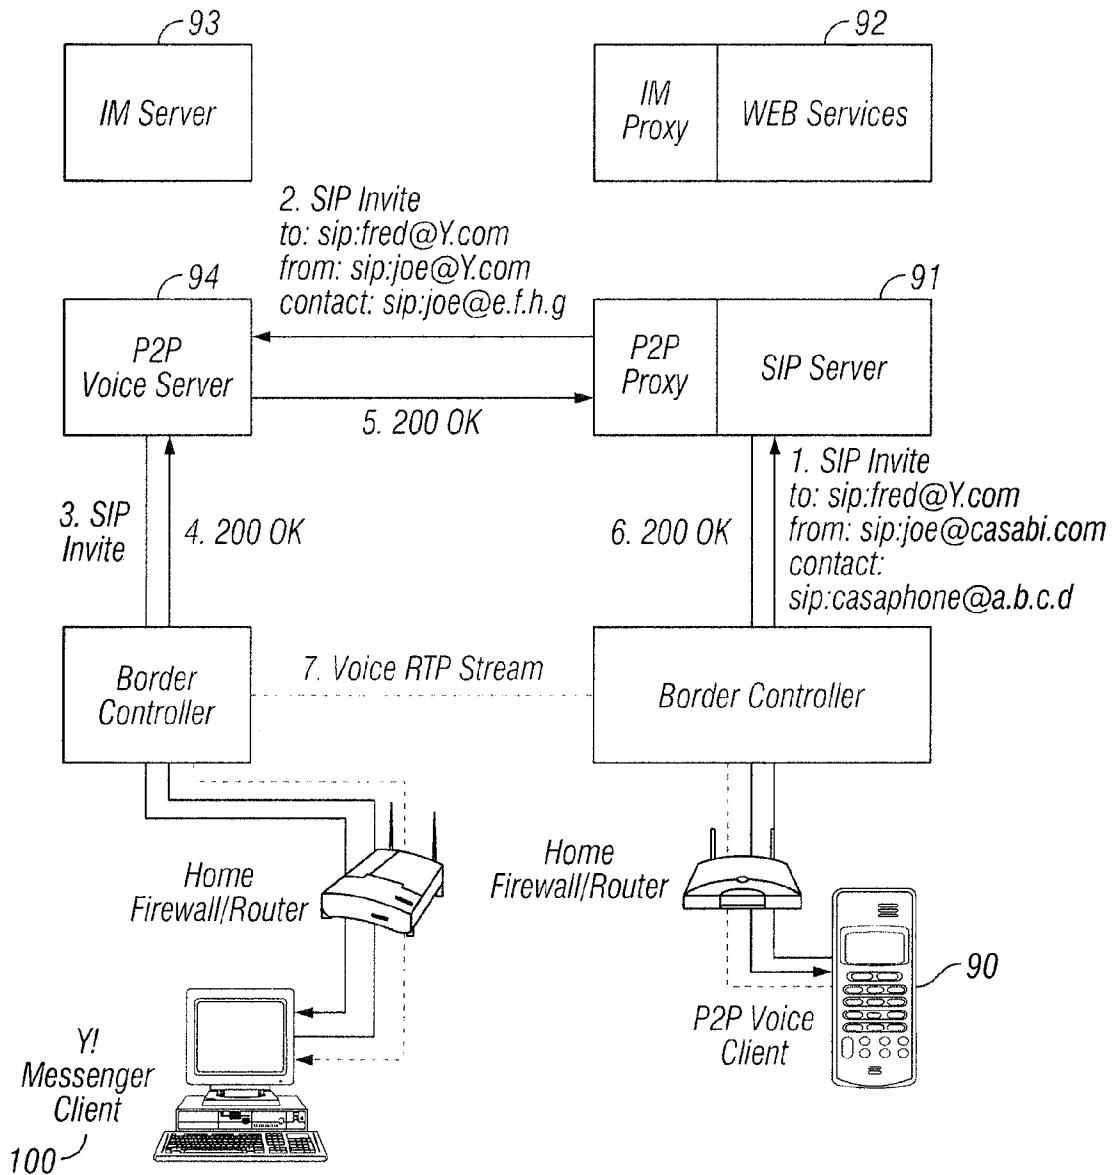 93
IM Server
92
IM
Proxy
WEB Services
2. SIP Invite
to: sip:fred@Y.com
from: sip:joe@Y.com
contact: sip:joe@e.f.h.g
94
P2P
Voice Server
91
P2P
Proxy
SIP Server
5. 200 OK
1. SIP Invite
to: sip:fred@Y.com
from: sip:joe@casabi.com
contact:
sip:casaphone@a.b.c.d
3. SIP
Invite
4. 200 OK
6. 200 OK
Border
Controller
7. Voice RTP Stream
Border Controller
Home
Firewall/Router
Home
Firewall/Router
90
P2P Voice
Client
Y!
Messenger
Client
100